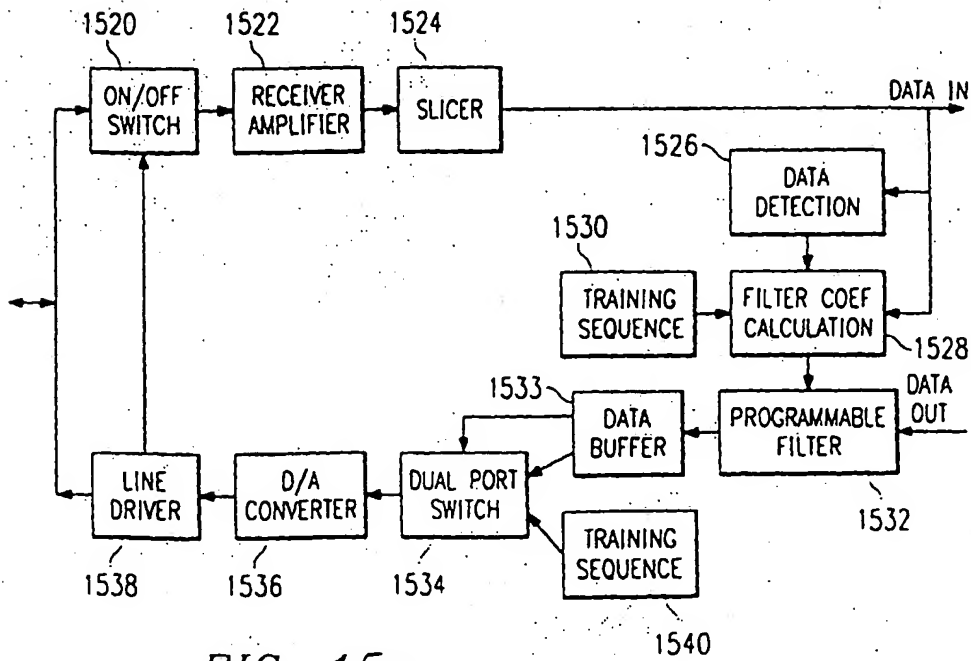 1520
1522
1524
ON/OFF
SWITCH
RECEIVER
AMPLIFIER
SLICER
DATA IN
1526
DATA
DETECTION
1530
TRAINING
SEQUENCE
FILTER COEF
CALCULATION
1528
1533
DATA
OUT
DATA
BUFFER
PROGRAMMABLE
FILTER
LINE
DRIVER
D/A
CONVERTER
DUAL PORT
SWITCH
1532
TRAINING
SEQUENCE
1538
1536
1534
1540
FIG. 15